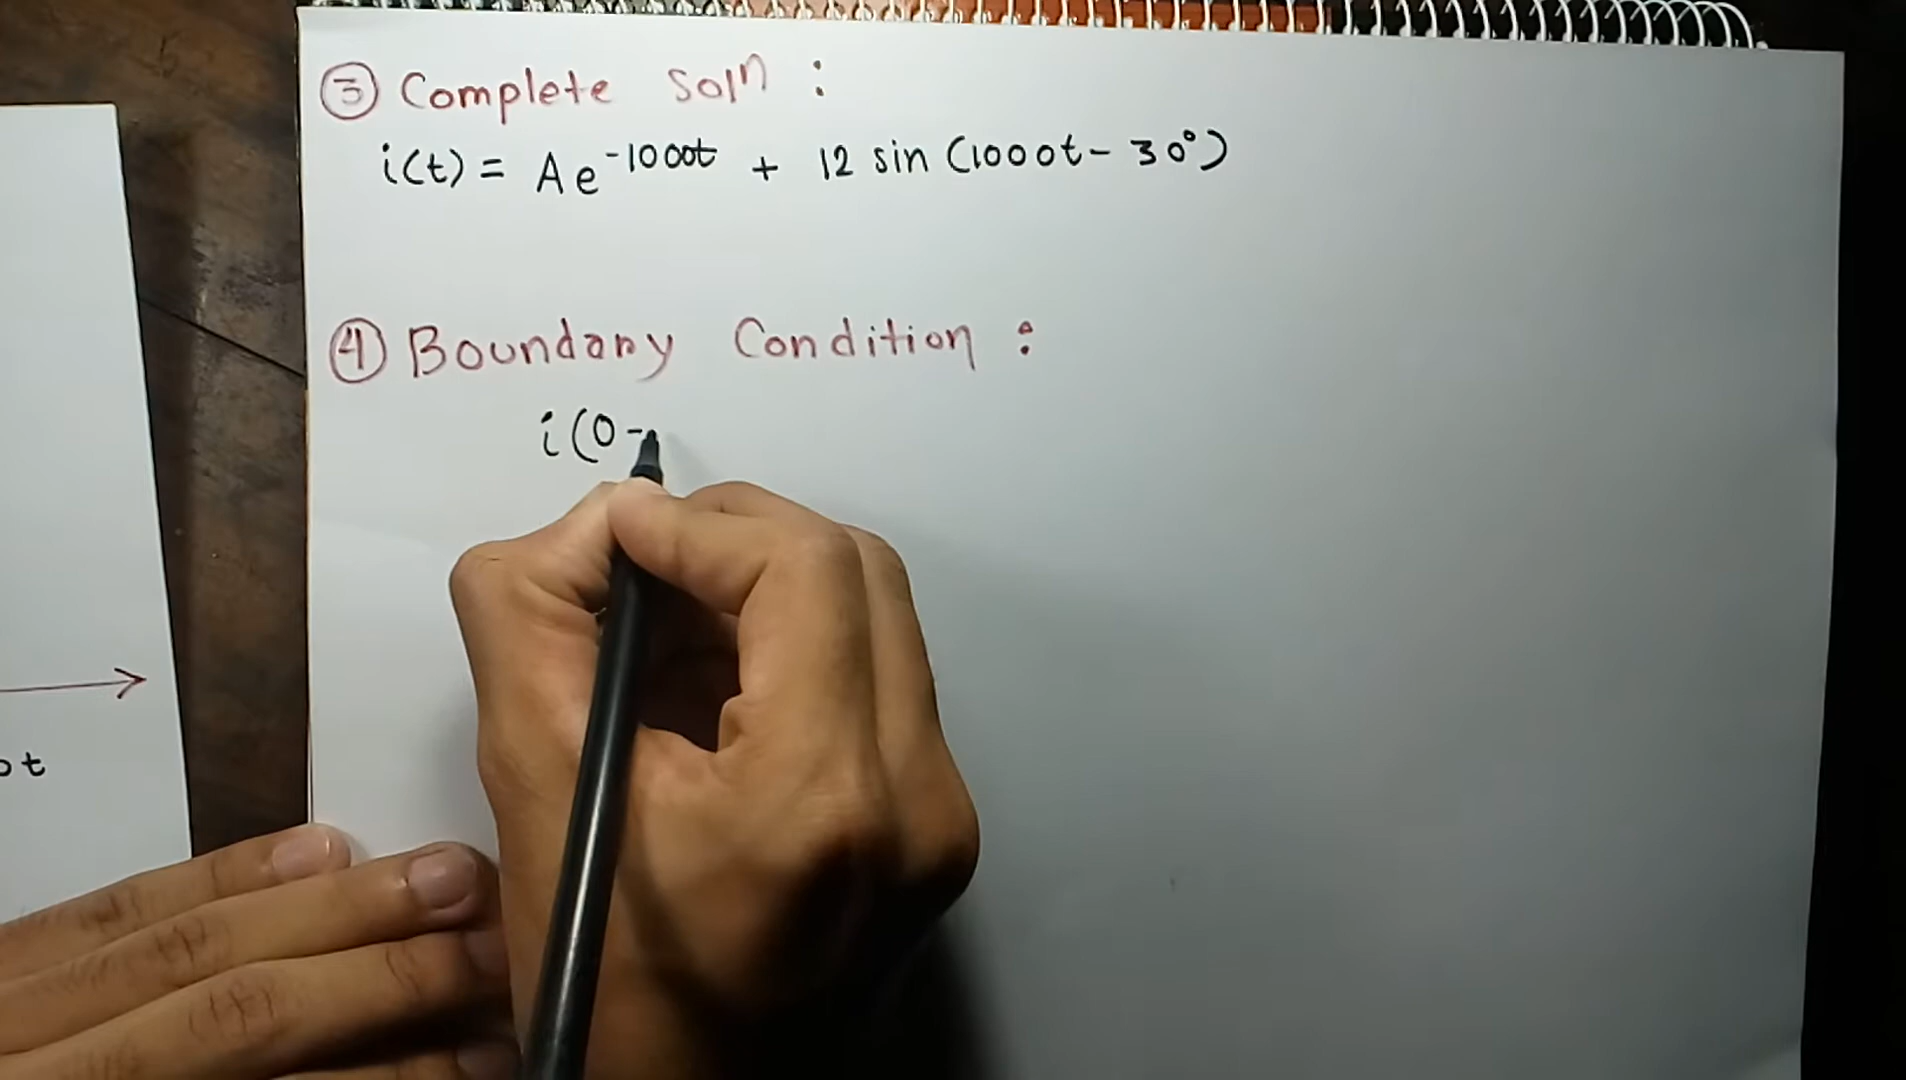 ③ Complete solⁿ :
i(t) = Ae^-1000t + 12 sin (1000t - 30°)
④ Boundary Condition :
i(0-
t